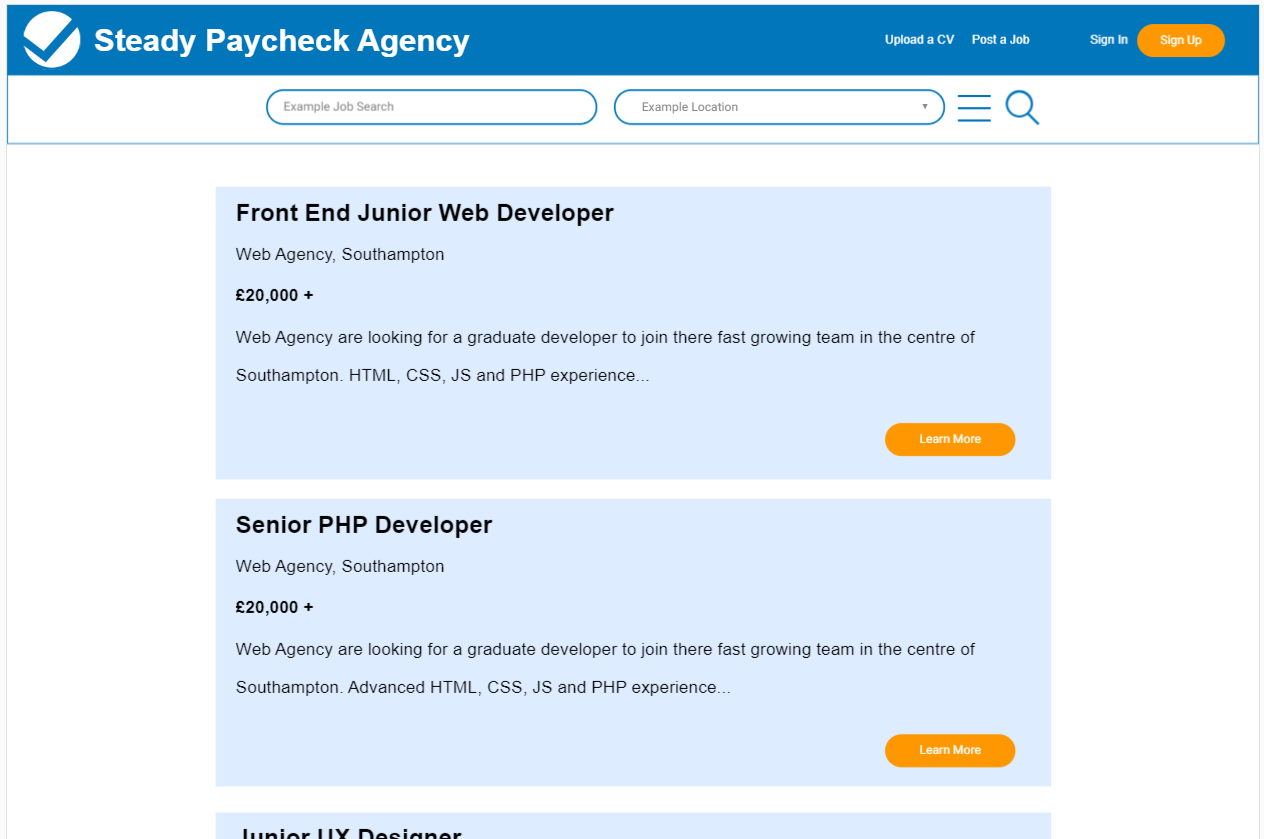 Steady Paycheck Agency
Upload a CV Post a Job Sign In Sign Up
Example Job Search Example Location
Front End Junior Web Developer
Web Agency, Southampton
£20,000 +
Web Agency are looking for a graduate developer to join there fast growing team in the centre of
Southampton. HTML, CSS, JS and PHP experience...
Learn More
Senior PHP Developer
Web Agency, Southampton
£20,000 +
Web Agency are looking for a graduate developer to join there fast growing team in the centre of
Southampton. Advanced HTML, CSS, JS and PHP experience...
Learn More
Junior UX Designer